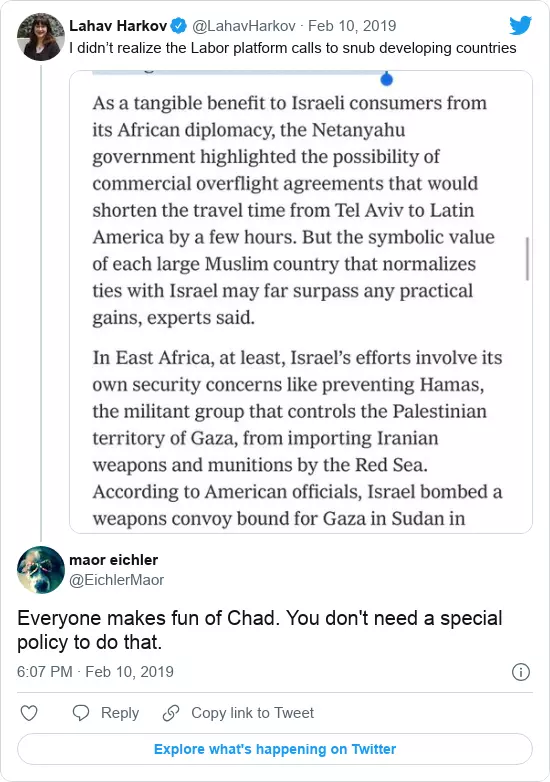 Lahav Harkov @LahavHarkov · Feb 10, 2019
I didn’t realize the Labor platform calls to snub developing countries
As a tangible benefit to Israeli consumers from
its African diplomacy, the Netanyahu
government highlighted the possibility of
commercial overflight agreements that would
shorten the travel time from Tel Aviv to Latin
America by a few hours. But the symbolic value
of each large Muslim country that normalizes
ties with Israel may far surpass any practical
gains, experts said.
In East Africa, at least, Israel’s efforts involve its
own security concerns like preventing Hamas,
the militant group that controls the Palestinian
territory of Gaza, from importing Iranian
weapons and munitions by the Red Sea.
According to American officials, Israel bombed a
weapons convoy bound for Gaza in Sudan in
maor eichler
@EichlerMaor
Everyone makes fun of Chad. You don't need a special
policy to do that.
6:07 PM · Feb 10, 2019
Reply Copy link to Tweet
Explore what's happening on Twitter